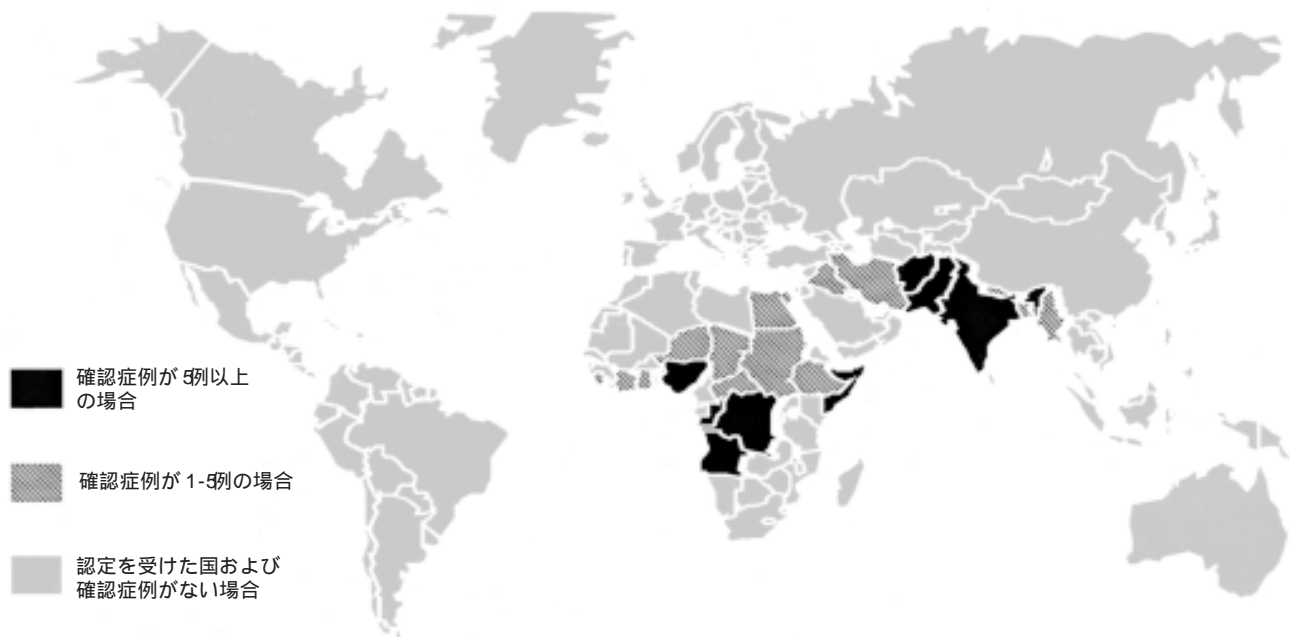 確認症例が5例以上
の場合
確認症例が1-5例の場合
認定を受けた国および
確認症例がない場合